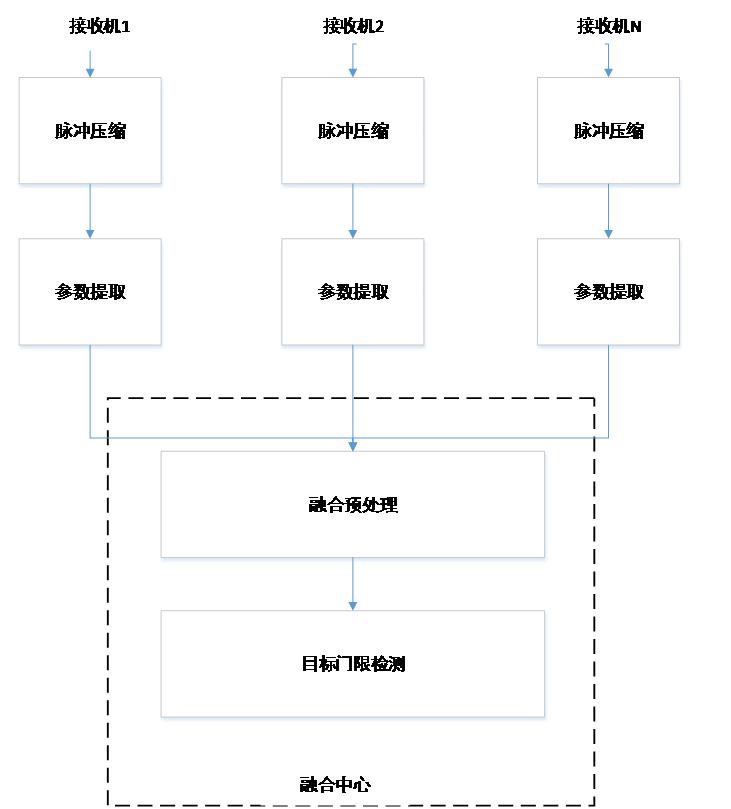 接收机1
接收机2
接收机N
脉冲压缩
脉冲压缩
脉冲压缩
参数提取
参数提取
参数提取
融合预处理
目标门限检测
融合中心